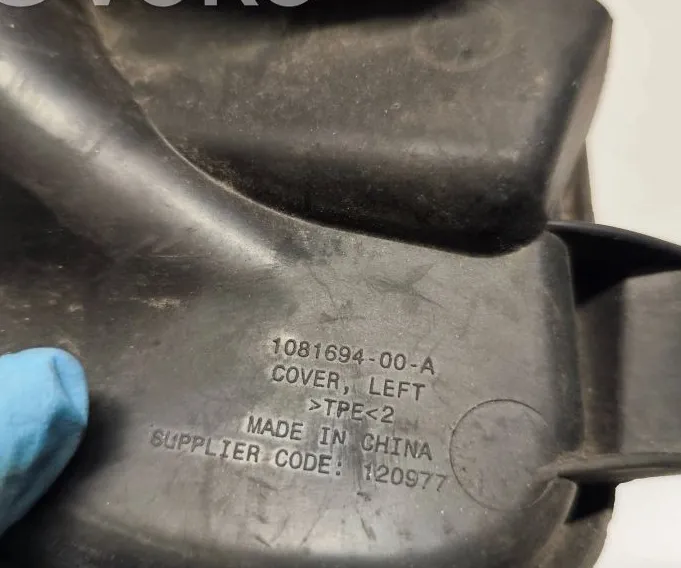 1081694-00-A
COVER, LEFT
>TPE<2
MADE IN CHINA
SUPPLIER CODE: 120977